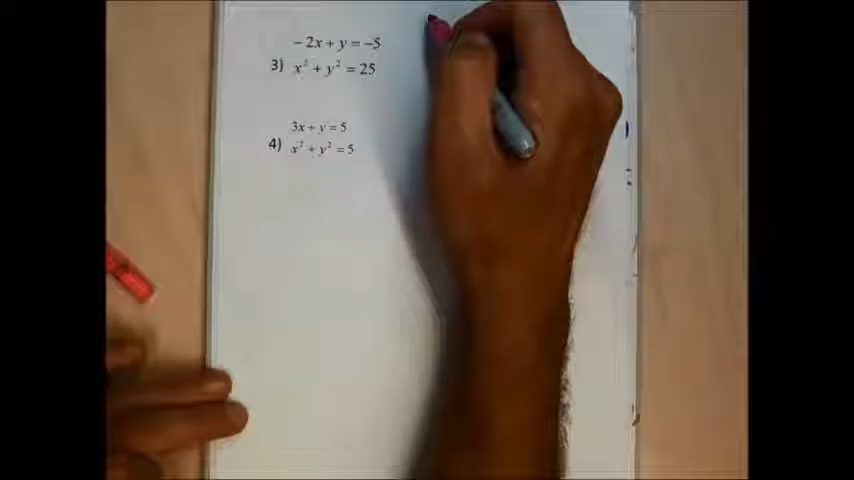 −2x + y = −5
3) x² + y² = 25
3x + y = 5
4) x² + y² = 5